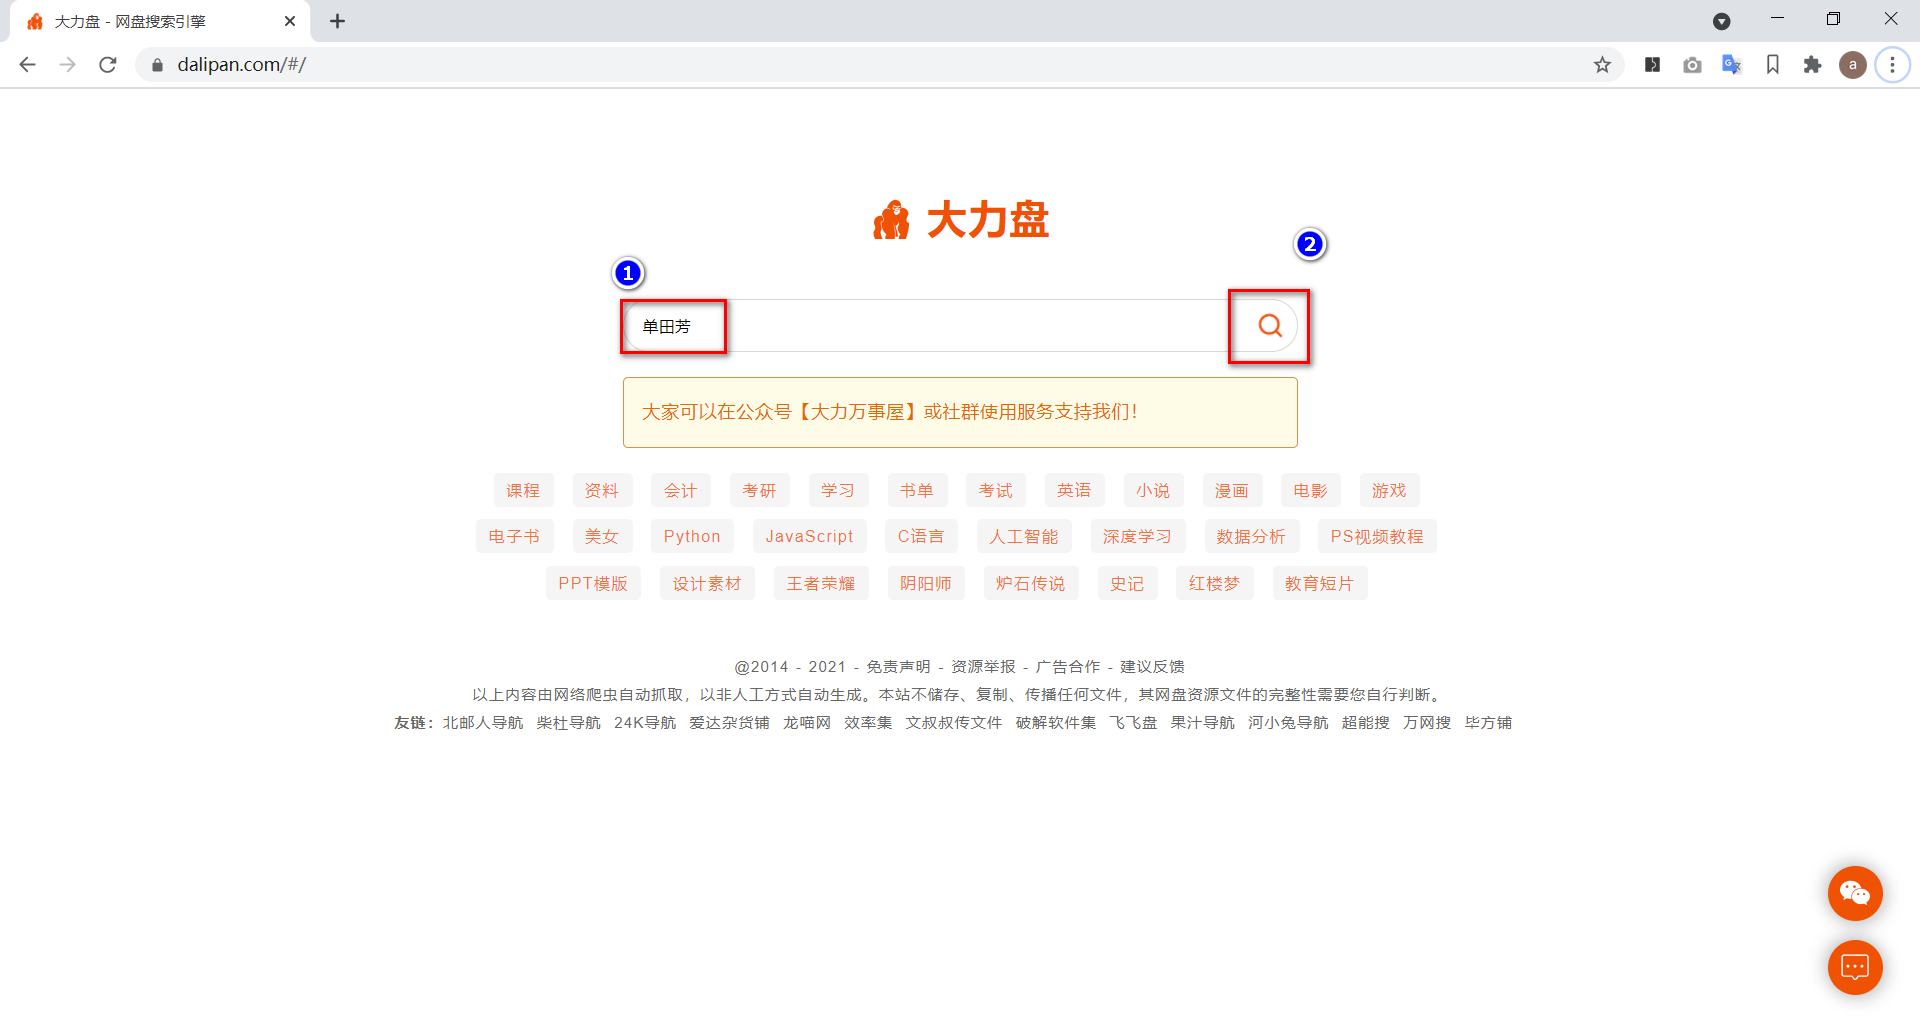 大力盘 - 网盘搜索引擎
dalipan.com/#/
a
大力盘
1
2
单田芳
大家可以在公众号【大力万事屋】或社群使用服务支持我们！
课程 资料 会计 考研 学习 书单 考试 英语 小说 漫画 电影 游戏
电子书 美女 Python JavaScript C语言 人工智能 深度学习 数据分析 PS视频教程
PPT模版 设计素材 王者荣耀 阴阳师 炉石传说 史记 红楼梦 教育短片
@2014 - 2021 - 免责声明 - 资源举报 - 广告合作 - 建议反馈
以上内容由网络爬虫自动抓取，以非人工方式自动生成。本站不储存、复制、传播任何文件，其网盘资源文件的完整性需要您自行判断。
友链：北邮人导航 柴杜导航 24K导航 爱达杂货铺 龙喵网 效率集 文叔叔传文件 破解软件集 飞飞盘 果汁导航 河小兔导航 超能搜 万网搜 毕方铺